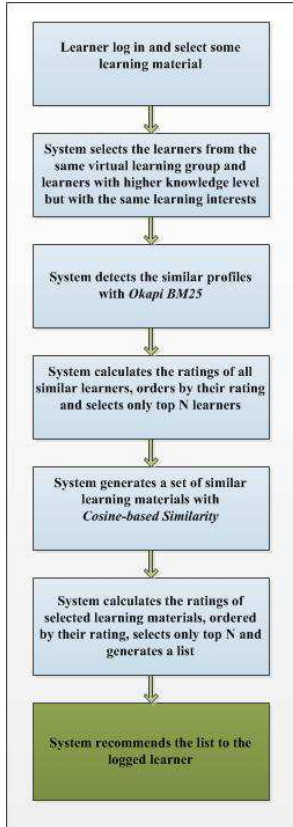 Learner log in and select some
learning material
System selects the learners from the
same virtual learning group and
learners with higher knowledge level
but with the same learning interests
System detects the similar profiles
with Okapi BM25
System calculates the ratings of all
similar learners, orders by their rating
and selects only top N learners
System generates a set of similar
learning materials with
Cosine-based Similarity
System calculates the ratings of
selected learning materials, ordered
by their rating, selects only top N and
generates a list
System recommends the list to the
logged learner